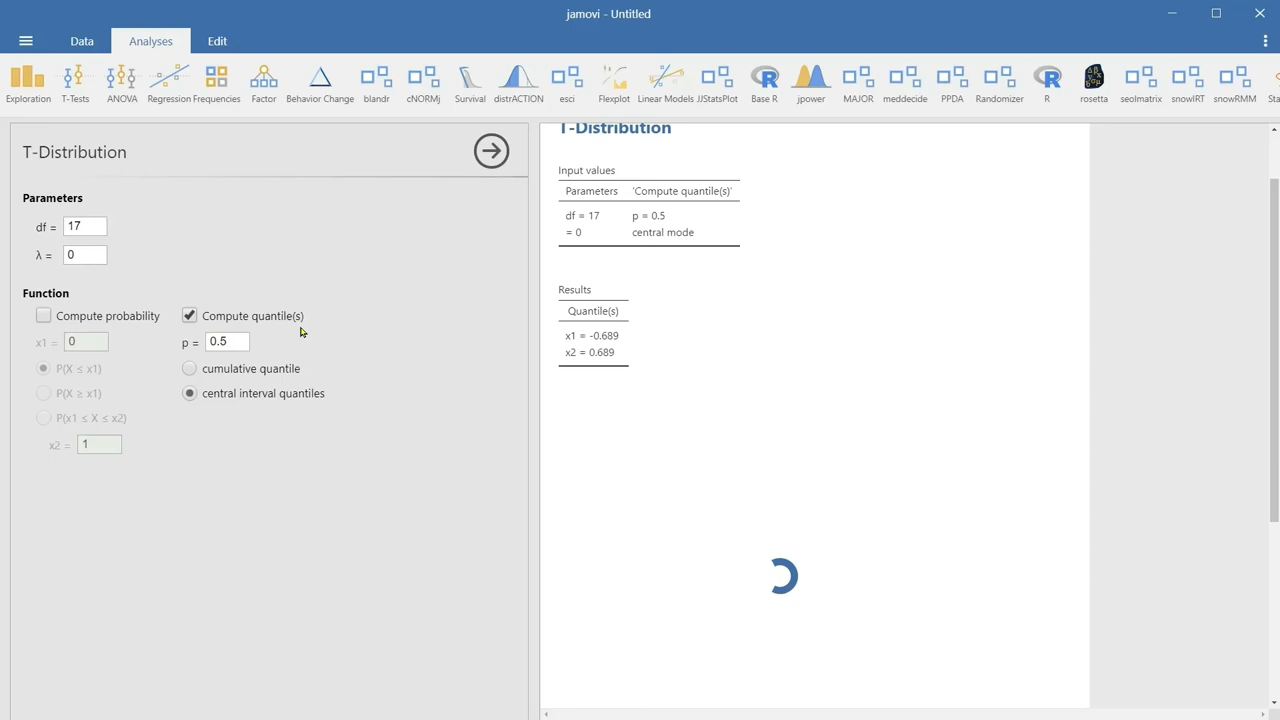 jamovi - Untitled
Data Analyses Edit
Exploration T-Tests ANOVA Regression Frequencies Factor Behavior Change blandr cNORMj Survival distrACTION esci Flexplot Linear Models JJStatsPlot Base R jpower MAJOR meddecide PPDA Randomizer R rosetta seolmatrix snowIRT snowRMM
T-Distribution
Parameters
df = 17
λ = 0
Function
Compute probability Compute quantile(s)
x1 = 0 p = 0.5
P(X ≤ x1) cumulative quantile
P(X ≥ x1) central interval quantiles
P(x1 ≤ X ≤ x2)
x2 = 1
T-Distribution
Input values
Parameters 'Compute quantile(s)'
df = 17 p = 0.5
= 0 central mode
Results
Quantile(s)
x1 = -0.689
x2 = 0.689